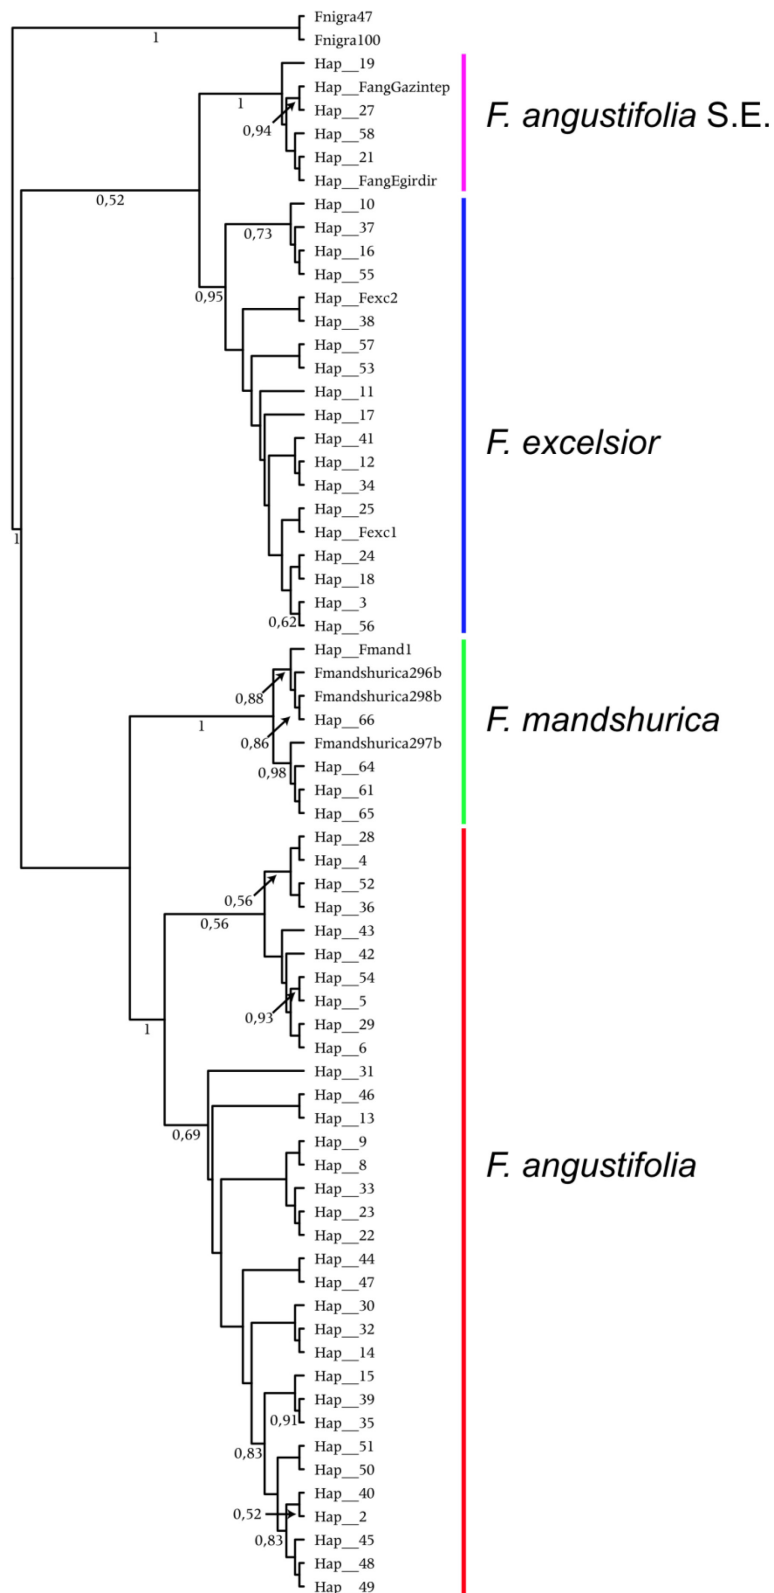 Fnigra47
Fnigra100
1
Hap__19
Hap__FangGazintep
1
Hap__27
0,94
Hap__58
Hap__21
Hap__FangEgirdir
F. angustifolia S.E.
0,52
Hap__10
0,73
Hap__37
Hap__16
Hap__55
0,95
Hap__Fexc2
Hap__38
Hap__57
Hap__53
Hap__11
Hap__17
Hap__41
F. excelsior
Hap__12
Hap__34
Hap__25
Hap__Fexc1
1
Hap__24
Hap__18
Hap__3
0,62
Hap__56
Hap__Fmand1
Fmandshurica296b
0,88
Fmandshurica298b
Hap__66
F. mandshurica
1
0,86
Fmandshurica297b
0,98
Hap__64
Hap__61
Hap__65
Hap__28
Hap__4
Hap__52
0,56
Hap__36
0,56
Hap__43
Hap__42
Hap__54
Hap__5
0,93
Hap__29
1
Hap__6
Hap__31
Hap__46
Hap__13
0,69
Hap__9
Hap__8
F. angustifolia
Hap__33
Hap__23
Hap__22
Hap__44
Hap__47
Hap__30
Hap__32
Hap__14
Hap__15
Hap__39
0,91
Hap__35
Hap__51
0,83
Hap__50
Hap__40
0,52
Hap__2
0,83
Hap__45
Hap__48
Hap__49